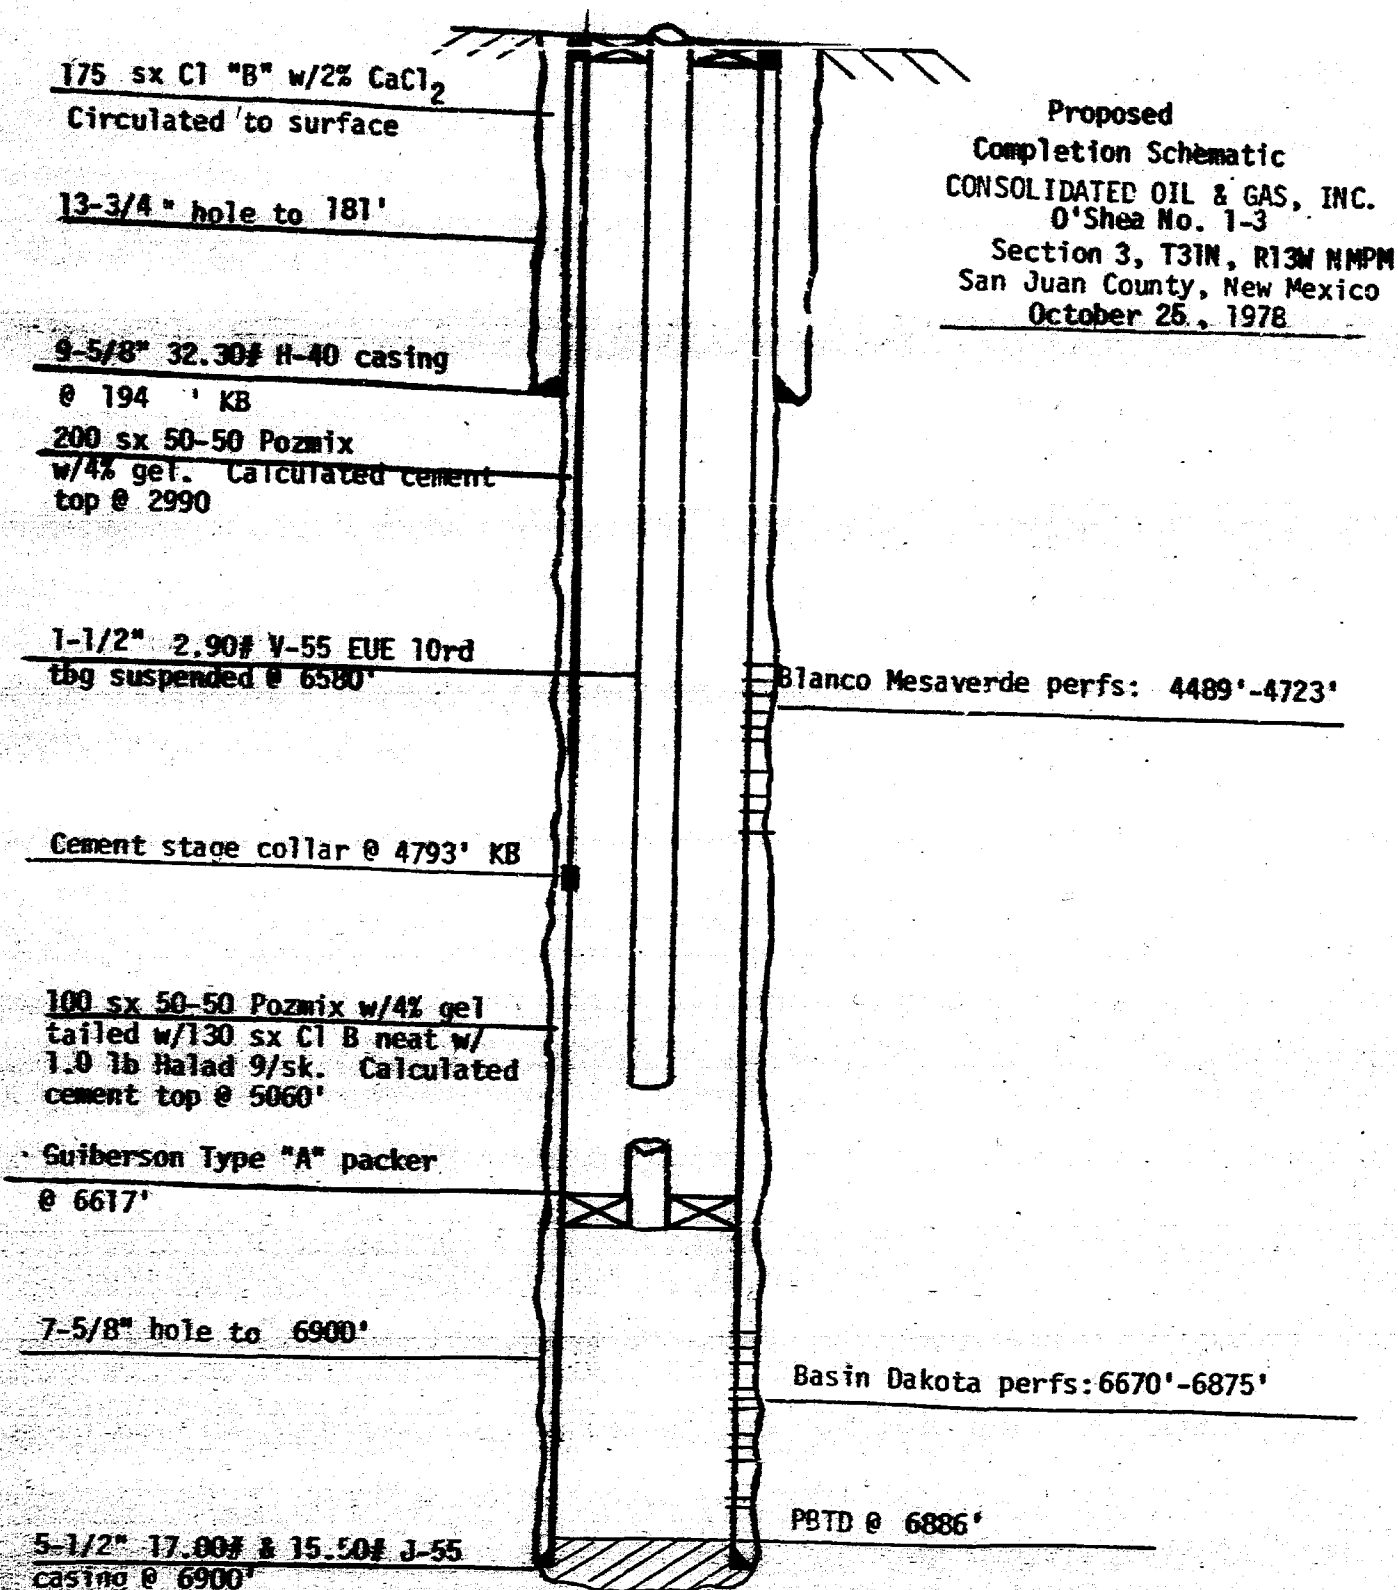 175 sx Cl "B" w/2% CaCl2
Circulated to surface
13-3/4 " hole to 181'
9-5/8" 32.30# H-40 casing
@ 194 ' KB
200 sx 50-50 Pozmix
w/4% gel. Calculated cement
top @ 2990
1-1/2" 2.90# V-55 EUE 10rd
tbg suspended @ 6580'
Cement stage collar @ 4793' KB
100 sx 50-50 Pozmix w/4% gel
tailed w/130 sx Cl B neat w/
1.0 lb Halad 9/sk. Calculated
cement top @ 5060'
Guiberson Type "A" packer
@ 6617'
7-5/8" hole to 6900'
5-1/2" 17.00# & 15.50# J-55
casing @ 6900'
Proposed
Completion Schematic
CONSOLIDATED OIL & GAS, INC.
O'Shea No. 1-3
Section 3, T31N, R13W NMPM
San Juan County, New Mexico
October 25, 1978
Blanco Mesaverde perfs: 4489'-4723'
Basin Dakota perfs:6670'-6875'
PBTD @ 6886'